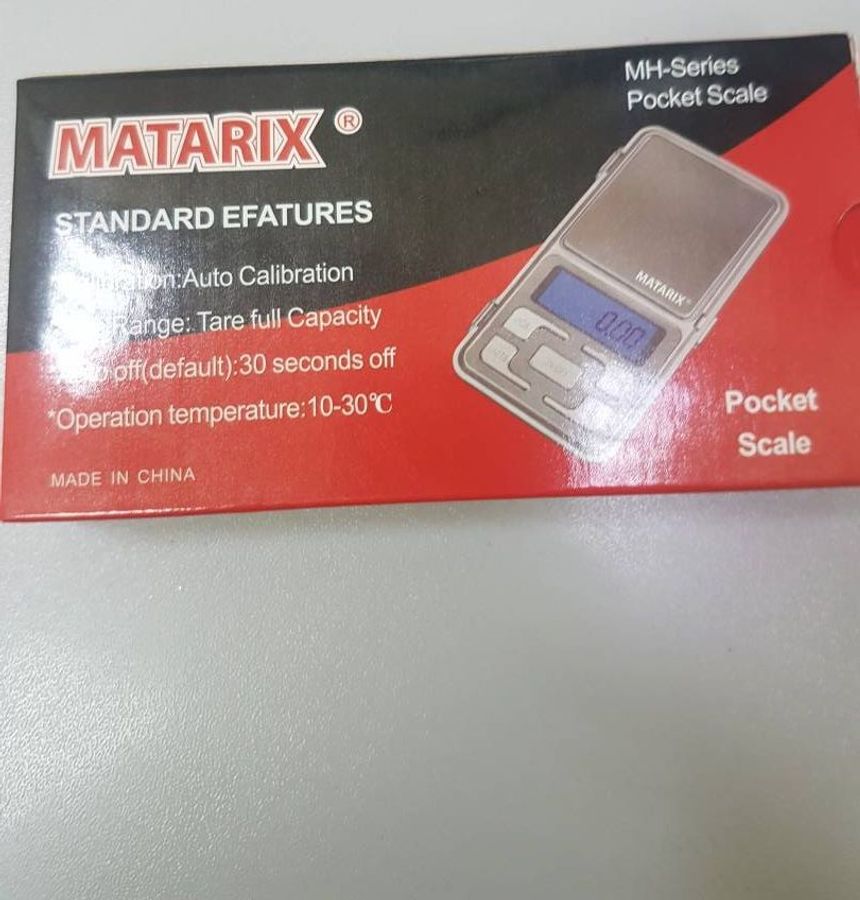 MATARIX ®
MH-Series
Pocket Scale
STANDARD EFATURES
Auto Calibration
Range: Tare full Capacity
off(default):30 seconds off
*Operation temperature:10-30℃
MADE IN CHINA
MATARIX
0.00
Pocket
Scale